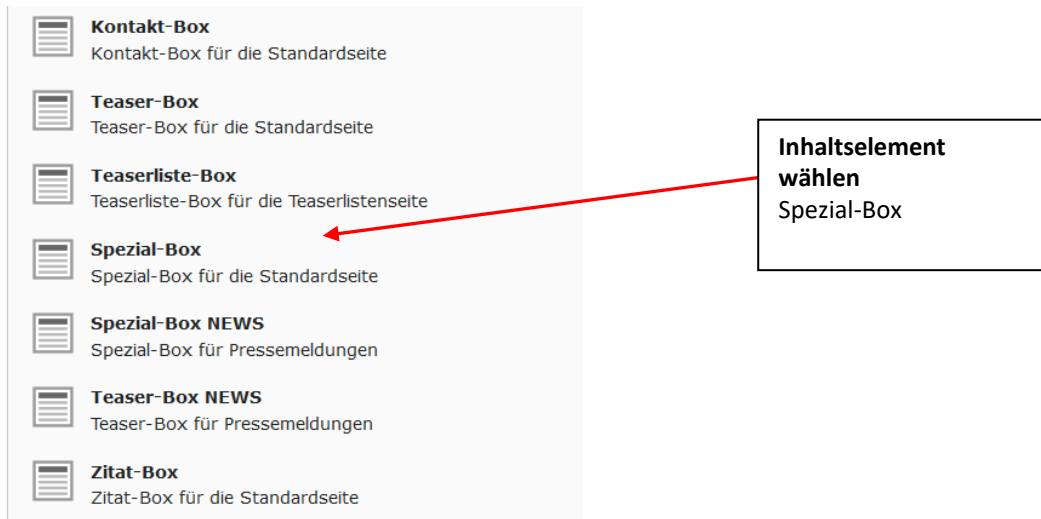 Kontakt-Box
Kontakt-Box für die Standardseite
Teaser-Box
Teaser-Box für die Standardseite
Teaserliste-Box
Teaserliste-Box für die Teaserlistenseite
Spezial-Box
Spezial-Box für die Standardseite
Spezial-Box NEWS
Spezial-Box für Pressemeldungen
Teaser-Box NEWS
Teaser-Box für Pressemeldungen
Zitat-Box
Zitat-Box für die Standardseite
Inhaltselement
wählen
Spezial-Box